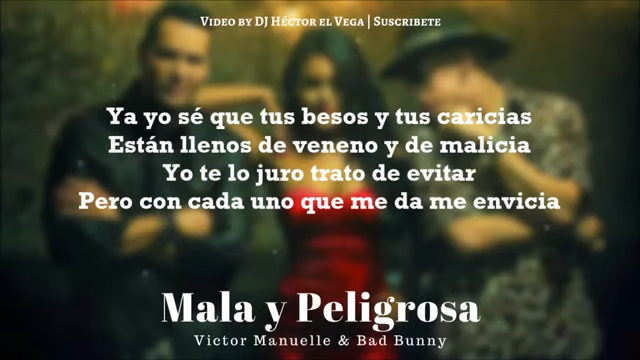 Video by DJ Héctor el Vega | Suscribete
Ya yo sé que tus besos y tus caricias
Están llenos de veneno y de malicia
Yo te lo juro trato de evitar
Pero con cada uno que me da me envicia
Mala y Peligrosa
Victor Manuelle & Bad Bunny